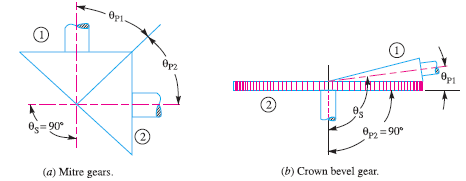 θP1
1
θP2
θS = 90°
2
(a) Mitre gears.
1
θP1
2
θS
θP2 = 90°
(b) Crown bevel gear.